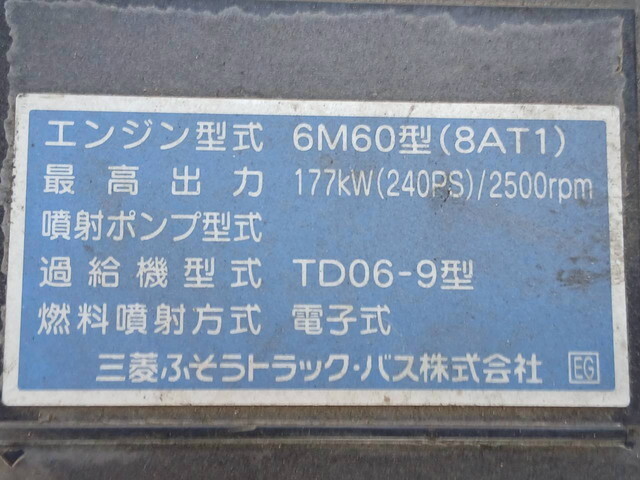 エンジン型式 6M60型(8AT1)
最高出力 177kW(240PS)/2500rpm
噴射ポンプ型式
過給機型式 TD06-9型
燃料噴射方式 電子式
三菱ふそうトラック・バス株式会社 EG